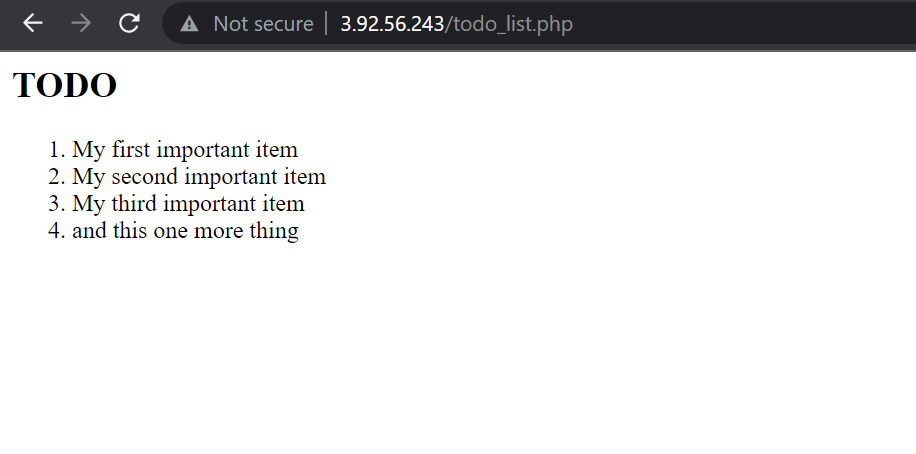 Not secure | 3.92.56.243/todo_list.php
TODO
1. My first important item
2. My second important item
3. My third important item
4. and this one more thing